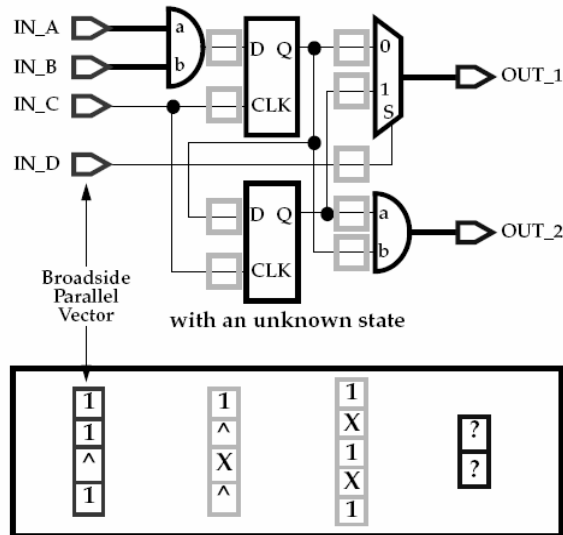 IN_A
IN_B
IN_C
IN_D
a
b
D Q
CLK
D Q
CLK
0
1
S
a
b
OUT_1
OUT_2
Broadside
Parallel
Vector
with an unknown state
1 1 1
1 ^ X ?
^ X 1 ?
1 ^ X
1